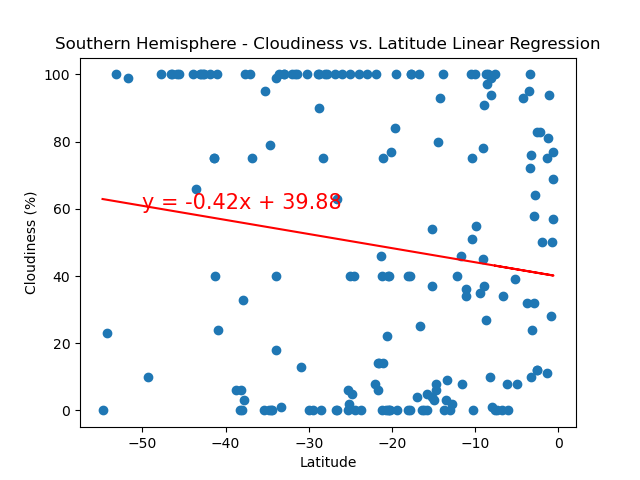 Southern Hemisphere - Cloudiness vs. Latitude Linear Regression
100
80
60
40
20
0
Cloudiness (%)
y = -0.42x + 39.88
−50 −40 −30 −20 −10 0
Latitude